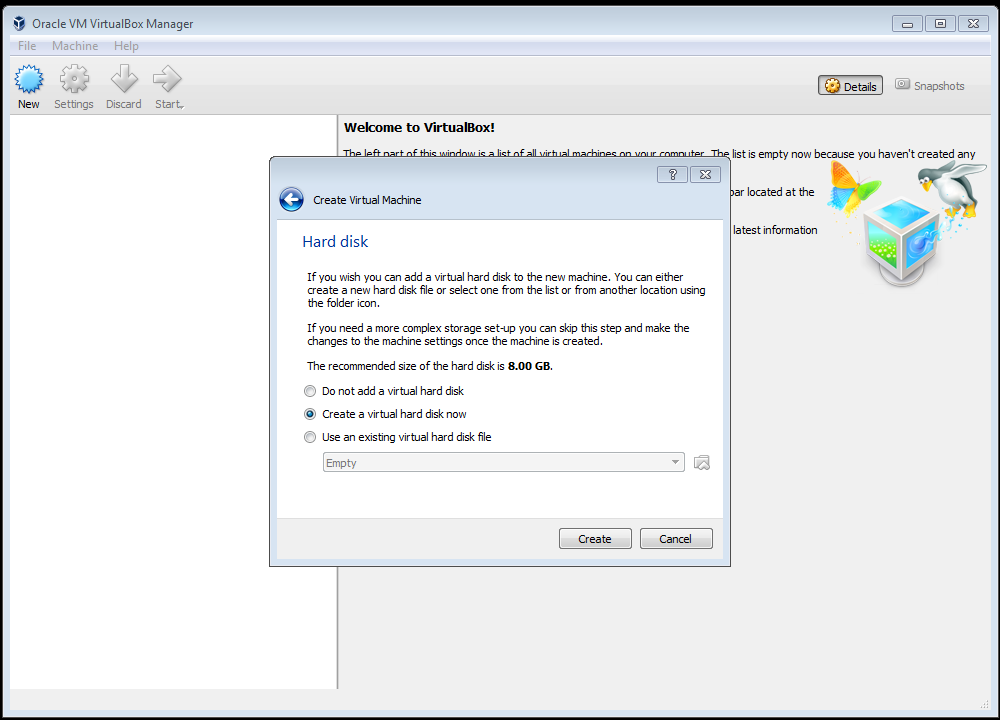 Oracle VM VirtualBox Manager
File Machine Help
New Settings Discard Start
Details Snapshots
Welcome to VirtualBox!
The left part of this window is a list of all virtual machines on your computer. The list is empty now because you haven't created any
bar located at the
latest information
?
Create Virtual Machine
Hard disk
If you wish you can add a virtual hard disk to the new machine. You can either
create a new hard disk file or select one from the list or from another location using
the folder icon.
If you need a more complex storage set-up you can skip this step and make the
changes to the machine settings once the machine is created.
The recommended size of the hard disk is 8.00 GB.
Do not add a virtual hard disk
Create a virtual hard disk now
Use an existing virtual hard disk file
Empty
Create Cancel